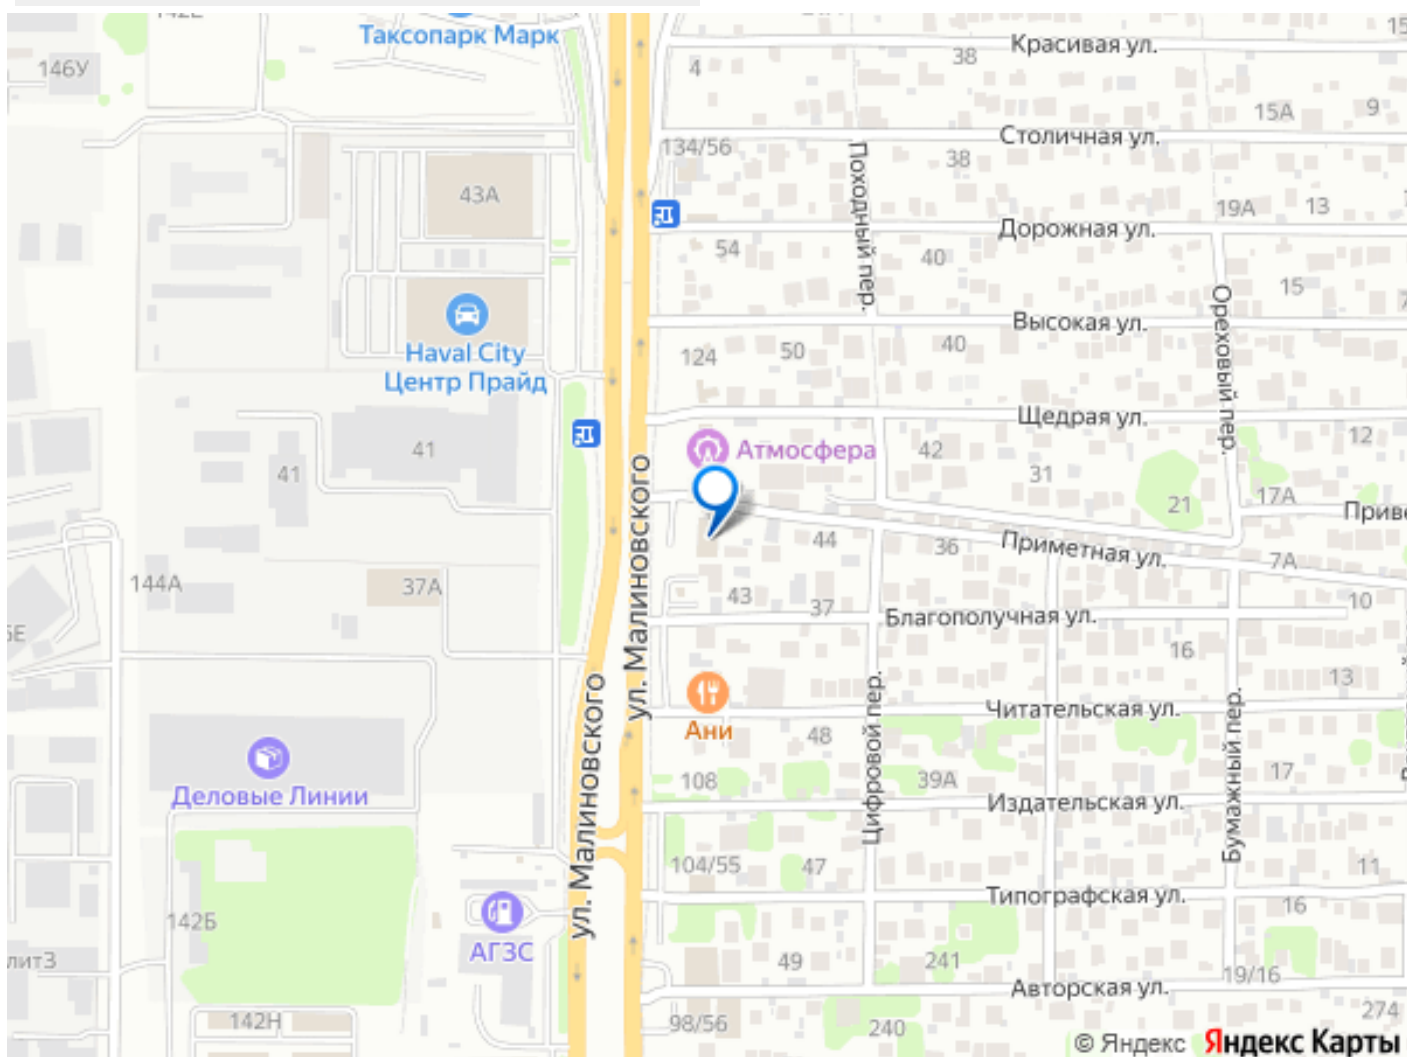 Таксопарк Марк
Красивая ул.
146У
4
38
15А
9
Столичная ул.
134/56
38
Походный пер.
43А
19А
13
Дорожная ул.
54
40
15
Ореховый пер.
Высокая ул.
Haval City
Центр Прайд
124
50
40
Щедрая ул.
12
41
41
Атмосфера
42
31
21
17А
ул. Малиновского
44
36
Приметная ул.
7А
144А
37А
43
37
Благополучная ул.
10
16
13
ул. Малиновского
Цифровой пер.
Читательская ул.
Бумажный пер.
Ани
48
Деловые Линии
108
39А
17
Издательская ул.
104/55
47
11
Типографская ул.
16
142Б
АГЗС
49
241
19/16
Авторская ул.
274
142Н
98/56
240
© Яндекс Яндекс Карты